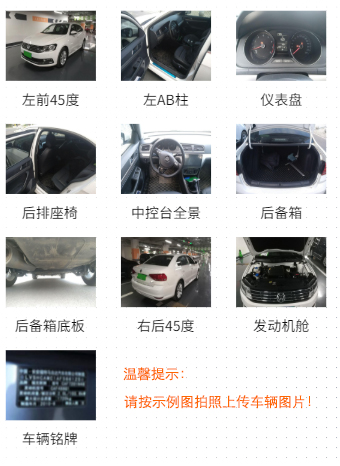 左前45度
左AB柱
仪表盘
后排座椅
中控台全景
后备箱
后备箱底板
右后45度
发动机舱
车辆铭牌
温馨提示：
请按示例图拍照上传车辆图片！